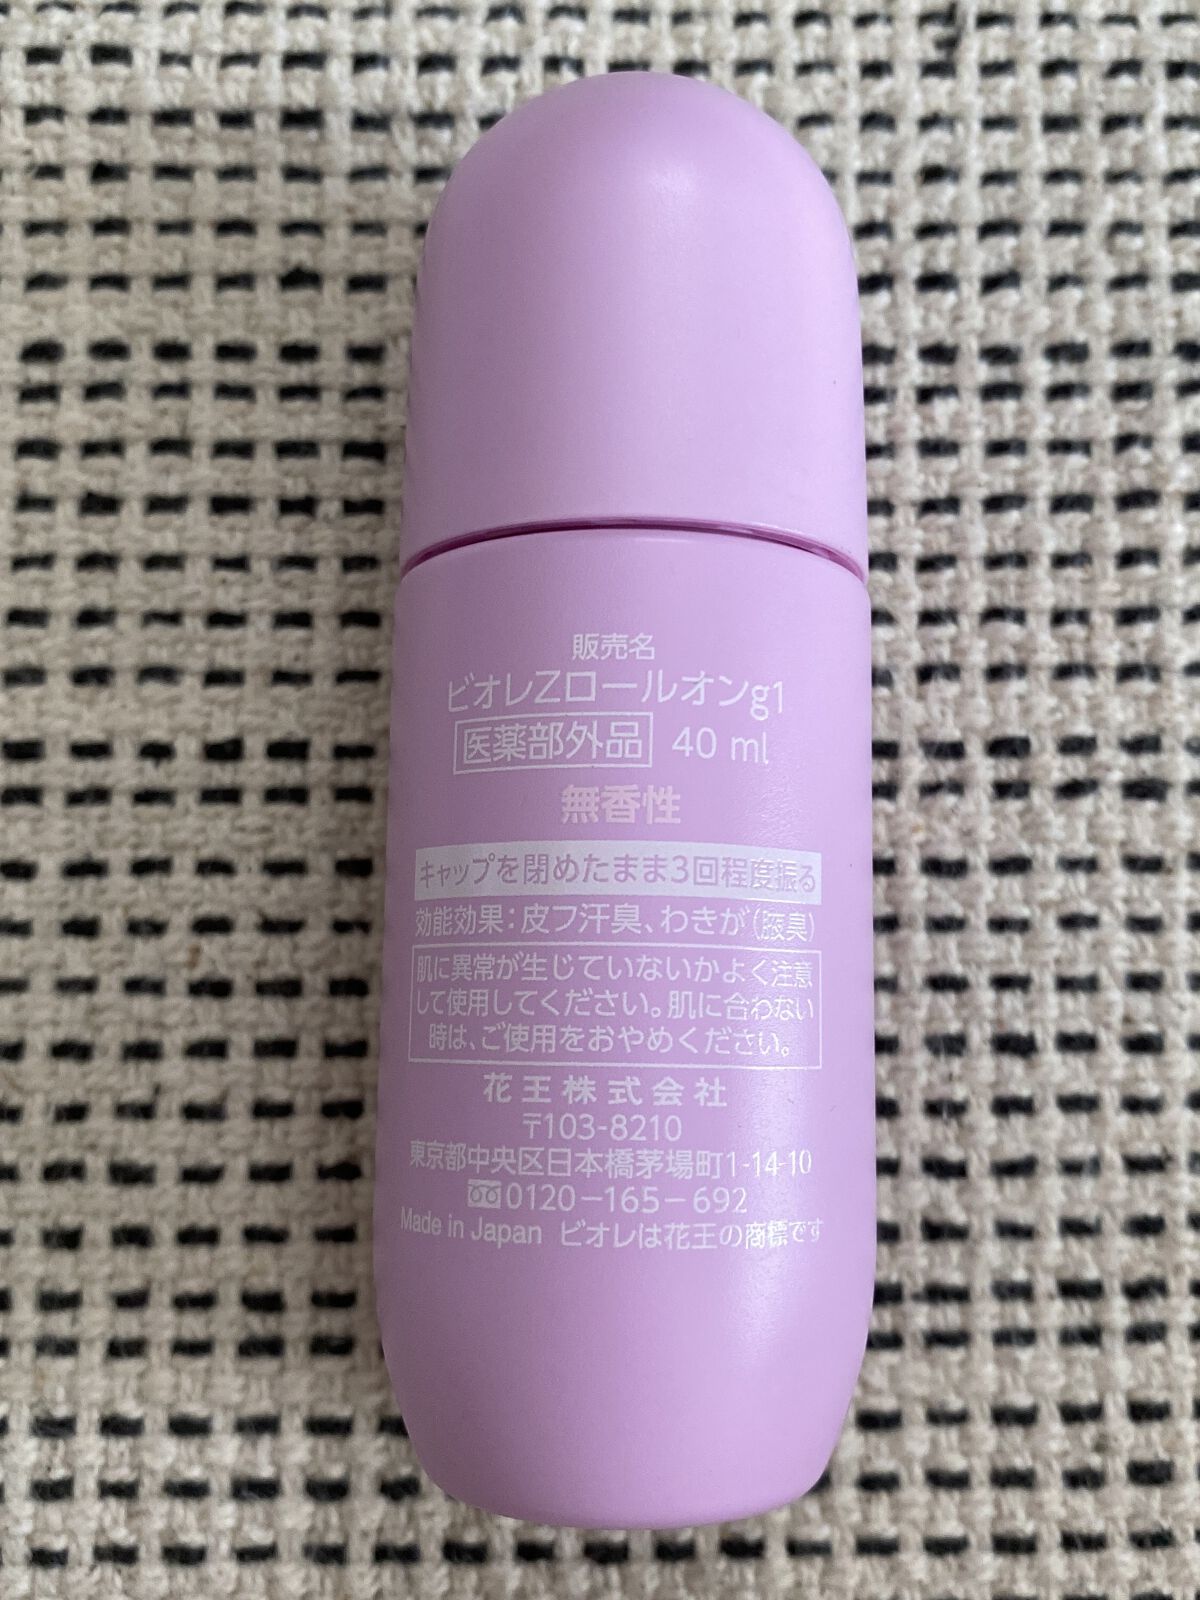 販売名
ビオレZロールオンg1
医薬部外品 40 ml
無香性
キャップを閉めたまま3回程度振る
効能効果:皮フ汗臭、わきが(腋臭)
肌に異常が生じていないかよく注意
して使用してください。肌に合わない
時は、ご使用をおやめください。
花王株式会社
〒103-8210
東京都中央区日本橋茅場町1-14-10
0120-165-692
Made in Japan ビオレは花王の商標です